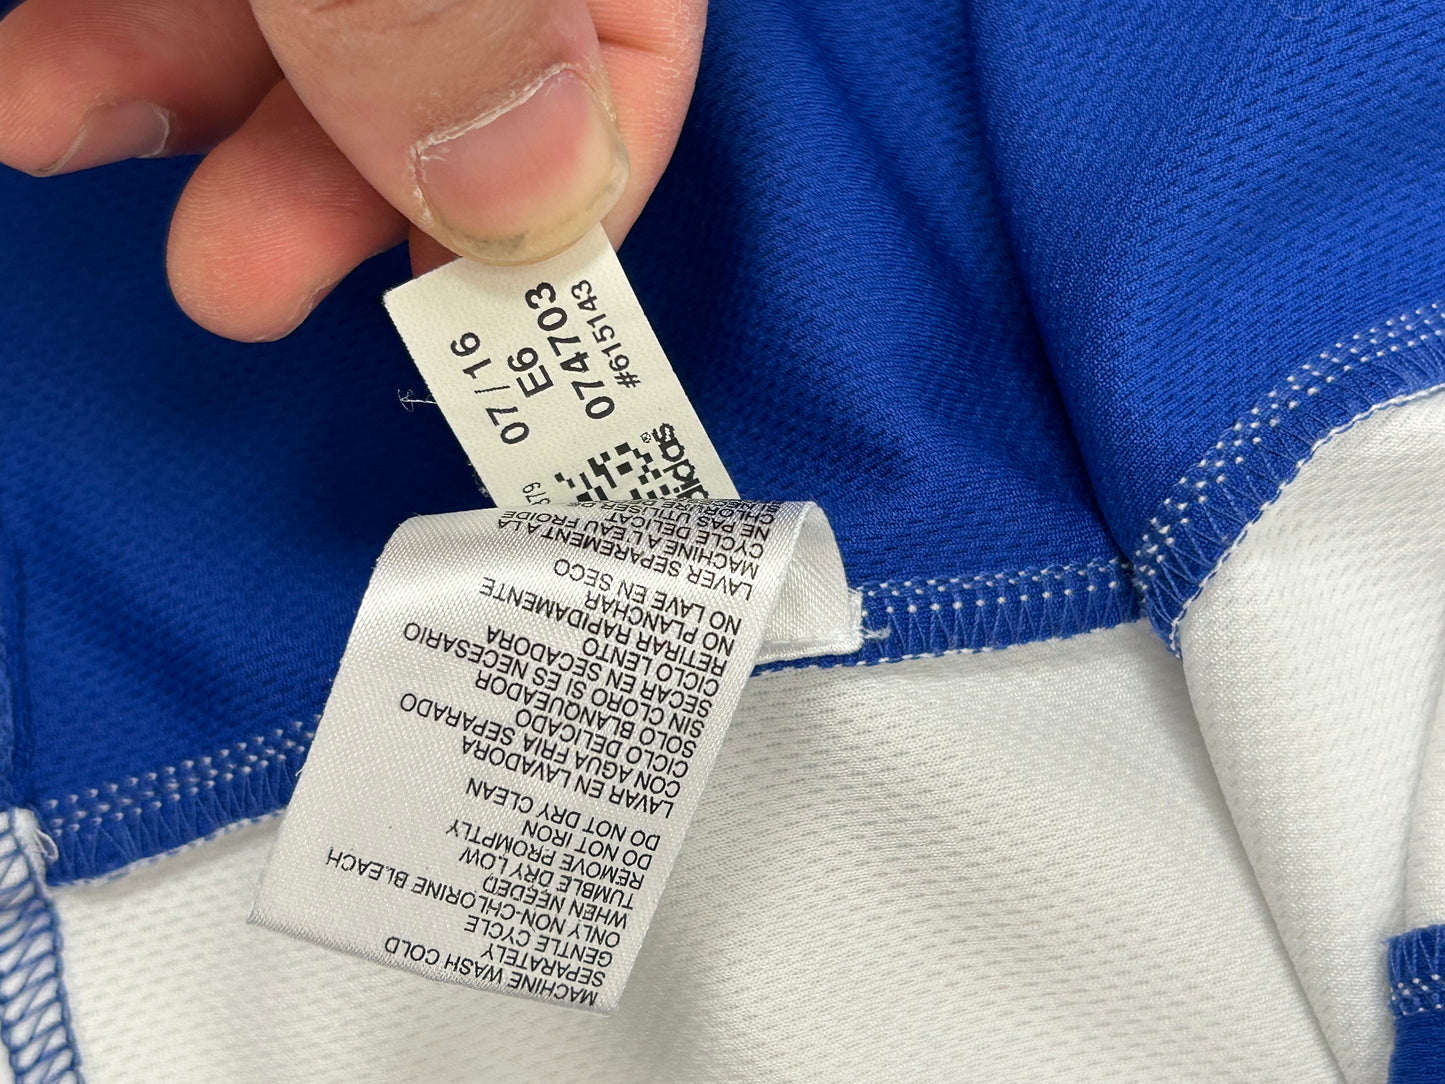 07/16
E6
074703
#615143
adidas
379
MACHINE WASH COLD
SEPARATELY
GENTLE CYCLE
ONLY NON-CHLORINE BLEACH
WHEN NEEDED
TUMBLE DRY LOW
REMOVE PROMPTLY
DO NOT IRON
DO NOT DRY CLEAN
LAVAR EN LAVADORA
CON AGUA FRIA SEPARADO
CICLO DELICADO
SOLO BLANQUEADOR
SIN CLORO SI ES NECESARIO
SECAR EN SECADORA
CICLO LENTO
RETIRAR RAPIDAMENTE
NO PLANCHAR
NO LAVE EN SECO
LAVER SEPAREMENT A LA
MACHINE A L'EAU FROIDE
CYCLE DELICAT
NE PAS UTILISER